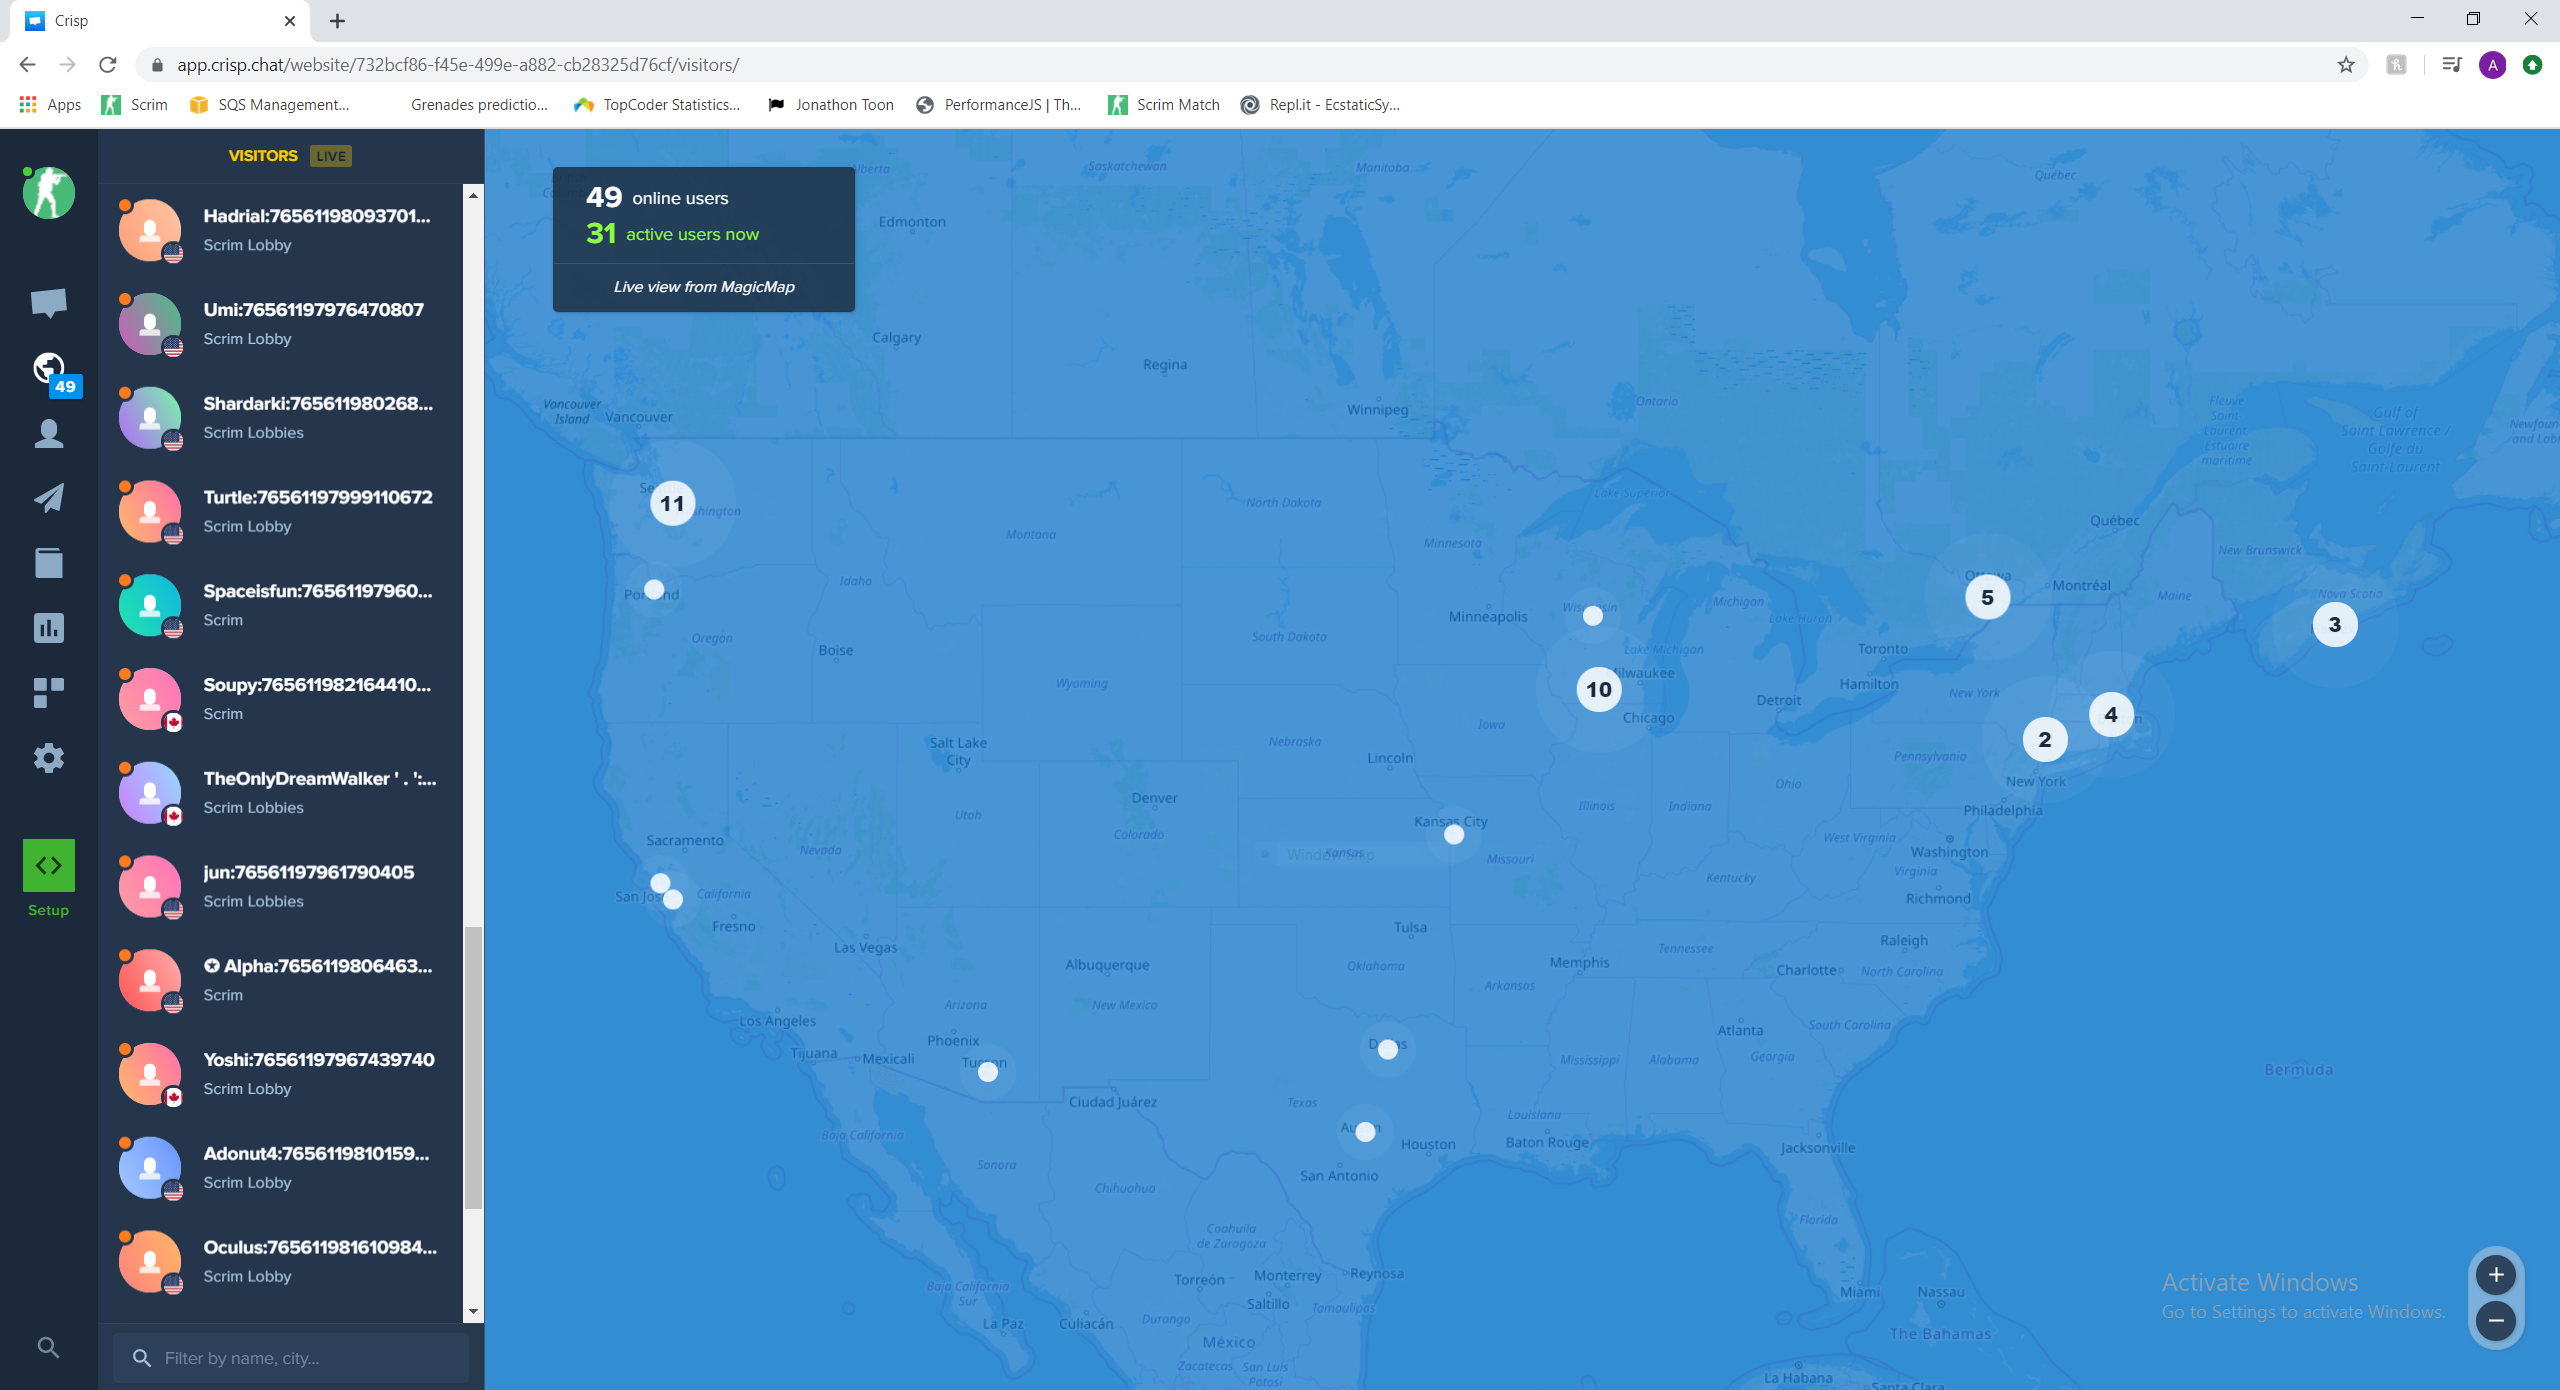 Crisp
app.crisp.chat/website/732bcf86-f45e-499e-a882-cb28325d76cf/visitors/
A
Apps
Scrim
SQS Management...
Grenades predictio...
TopCoder Statistics...
Jonathon Toon
PerformanceJS | Th...
Scrim Match
Repl.it - EcstaticSy...
VISITORS LIVE
49
Setup
Hadrial:76561198093701...
Scrim Lobby
Umi:76561197976470807
Scrim Lobby
Shardarki:765611980268...
Scrim Lobbies
Turtle:76561197999110672
Scrim Lobby
Spaceisfun:76561197960...
Scrim
Soupy:765611982164410...
Scrim
TheOnlyDreamWalker ' . ':...
Scrim Lobbies
jun:76561197961790405
Scrim Lobbies
✪ Alpha:7656119806463...
Scrim
Yoshi:76561197967439740
Scrim Lobby
Adonut4:7656119810159...
Scrim Lobby
Oculus:765611981610984...
Scrim Lobby
Filter by name, city...
49 online users
31 active users now
Live view from MagicMap
Saskatchewan
Manitoba
Québec
Edmonton
Calgary
Regina
Vancouver
Island
Vancouver
Winnipeg
Ontario
Fleuve
Saint
Laurent,
Estuaire
maritime
Gulf of
Saint Lawrence /
Golfe du
Saint-Laurent
11
North Dakota
Montana
Lake Superior
Minnesota
Québec
New Brunswick
Idaho
Montréal
5
Maine
Nova Scotia
3
Minneapolis
Michigan
Lake Huron
Oregon
South Dakota
Boise
Lake Michigan
Toronto
Wyoming
10
Hamilton
New York
Detroit
Chicago
Iowa
4
2
Salt Lake
City
Nebraska
Lincoln
Pennsylvania
New York
Denver
Ohio
Illinois
Indiana
Philadelphia
Utah
Colorado
Kansas City
Sacramento
Nevada
West Virginia
Washington
Kansas
Missouri
Virginia
Kentucky
California
Richmond
Fresno
Tulsa
Las Vegas
Tennessee
Raleigh
Albuquerque
Oklahoma
Memphis
Charlotte
North Carolina
Arkansas
Arizona
New Mexico
Los Angeles
Atlanta
South Carolina
Phoenix
Tijuana
Mexicali
Mississippi
Alabama
Georgia
Bermuda
Ciudad Juárez
Texas
Louisiana
Baja California
Houston
Baton Rouge
Jacksonville
Sonora
San Antonio
Chihuahua
Florida
Coahuila
de Zaragoza
Torreón
Monterrey
Reynosa
Baja California
Sur
Saltillo
Tamaulipas
Miami
Nassau
La Paz
Culiacán
Durango
The Bahamas
México
Zacatecas
San Luis
Potosí
La Habana
Santa Clara
Activate Windows
Go to Settings to activate Windows.